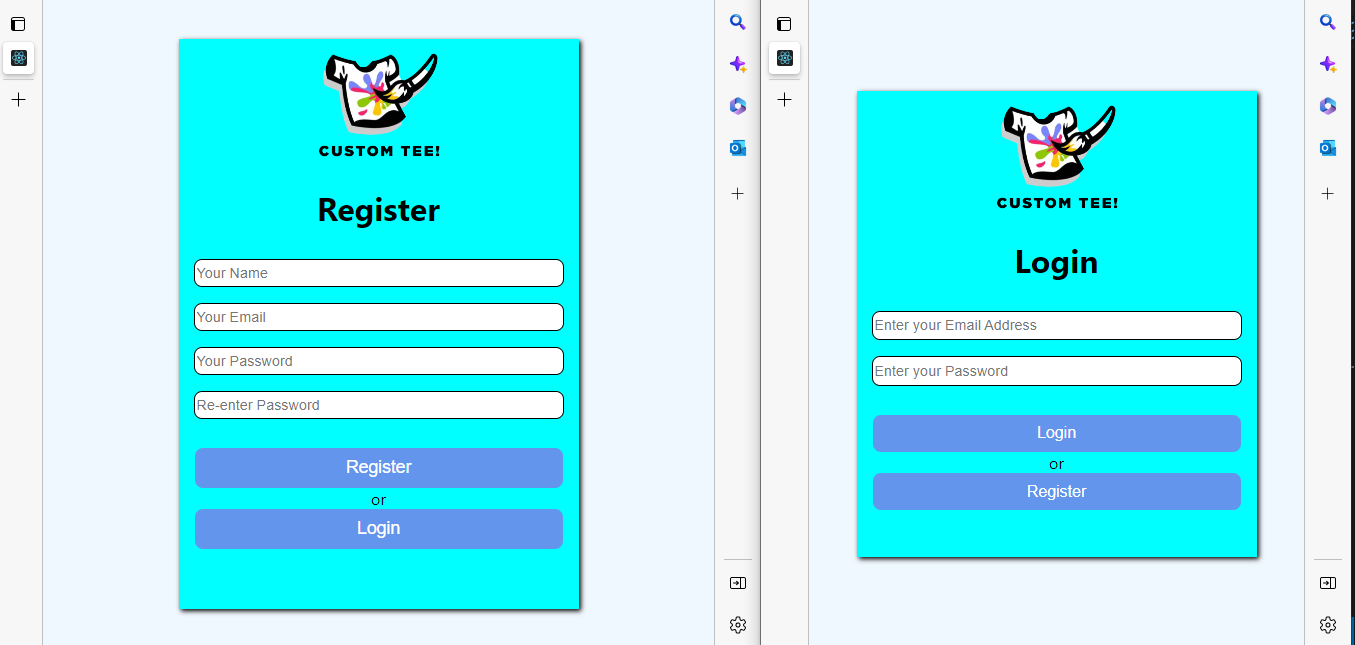 CUSTOM TEE!
Register
Your Name
Your Email
Your Password
Re-enter Password
Register
or
Login
CUSTOM TEE!
Login
Enter your Email Address
Enter your Password
Login
or
Register